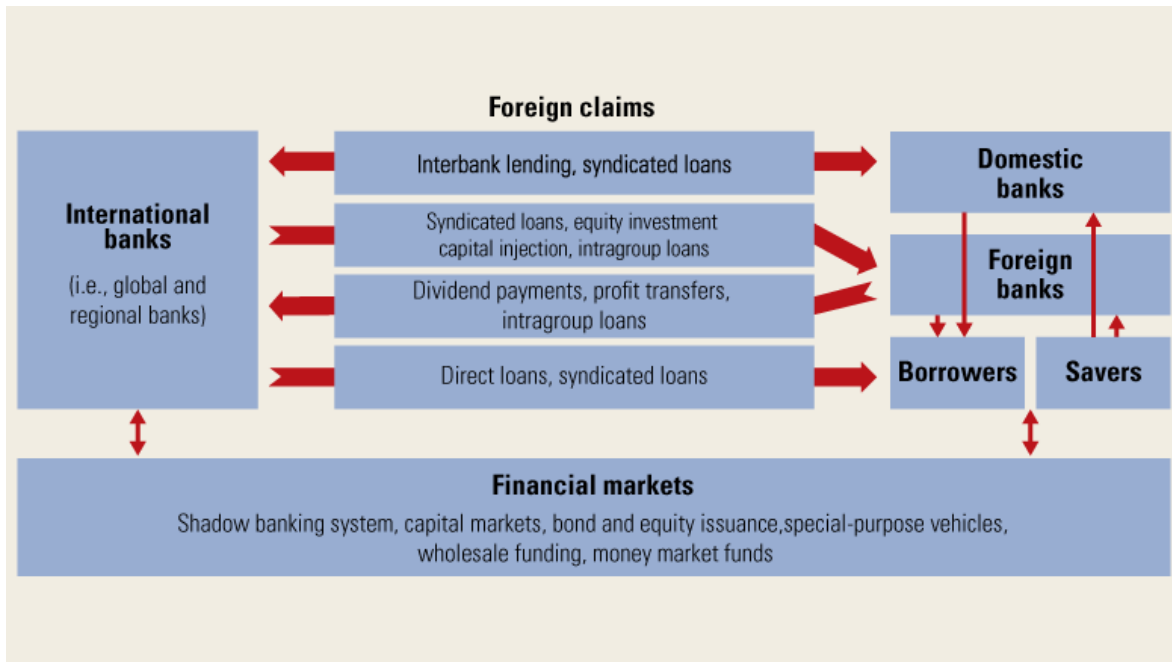 Foreign claims
International
banks
(i.e., global and
regional banks)
Interbank lending, syndicated loans
Syndicated loans, equity investment
capital injection, intragroup loans
Dividend payments, profit transfers,
intragroup loans
Direct loans, syndicated loans
Domestic
banks
Foreign
banks
Borrowers
Savers
Financial markets
Shadow banking system, capital markets, bond and equity issuance,special-purpose vehicles,
wholesale funding, money market funds